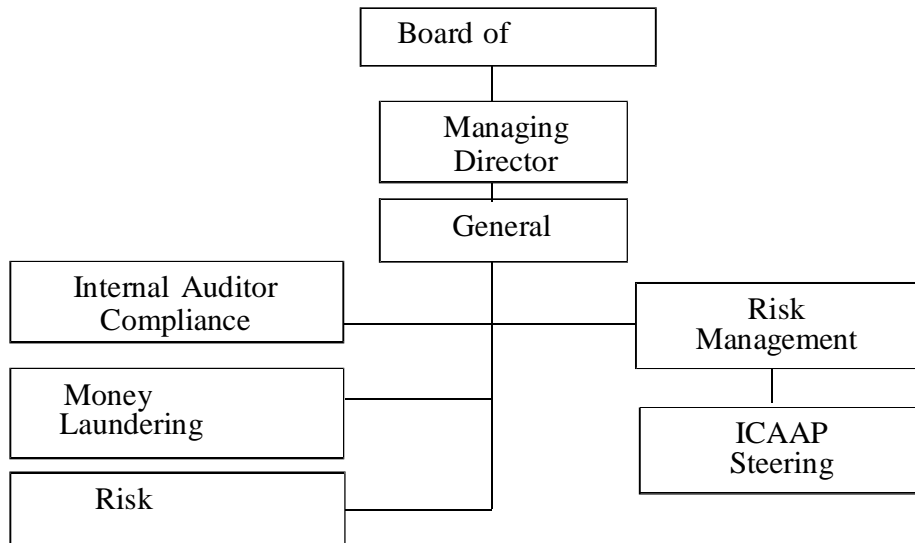 Board of
Managing
Director
General
Internal Auditor
Compliance
Risk
Management
Money
Laundering
ICAAP
Steering
Risk